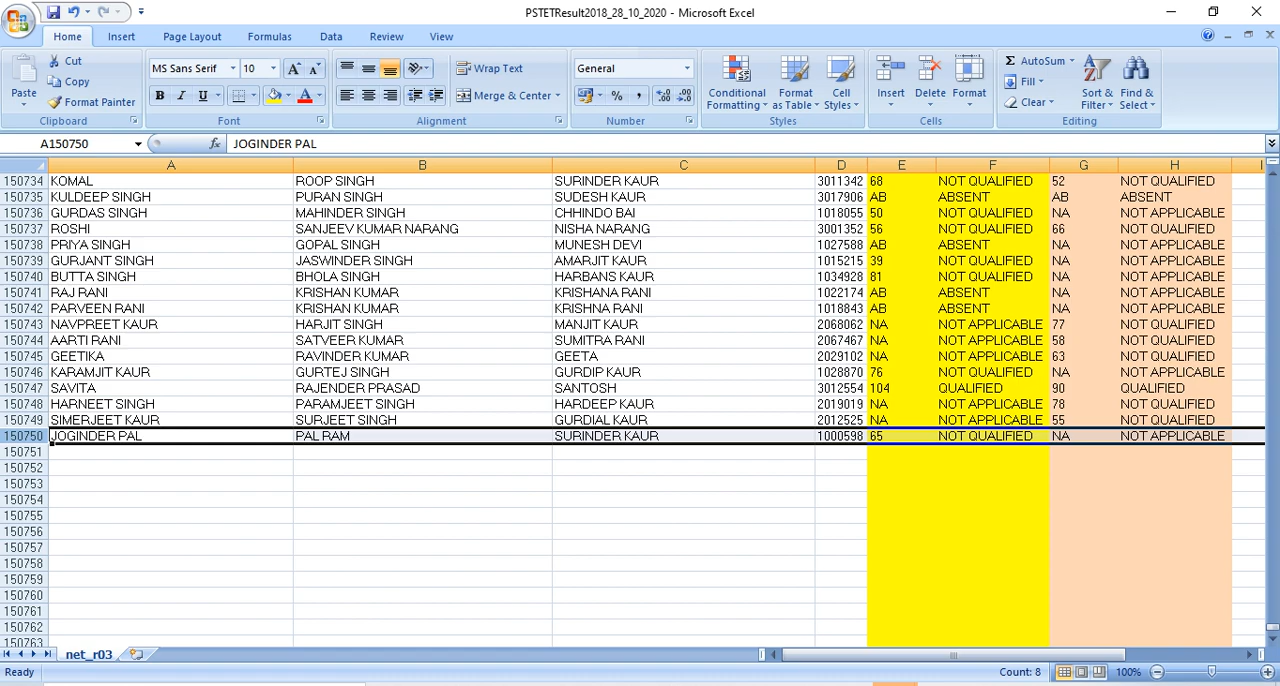 PSTETResult2018_28_10_2020 - Microsoft Excel
Home Insert Page Layout Formulas Data Review View
Paste Cut Copy Format Painter Clipboard
MS Sans Serif 10 A A B I U A Font
Wrap Text Merge & Center Alignment
General % , .0 .00 .00 .0 Number
Conditional Formatting Format as Table Cell Styles Styles
Insert Delete Format Cells
Σ AutoSum Fill Clear Sort & Filter Find & Select Editing
A150750 fx JOGINDER PAL
A B C D E F G H I
150734 KOMAL ROOP SINGH SURINDER KAUR 3011342 68 NOT QUALIFIED 52 NOT QUALIFIED
150735 KULDEEP SINGH PURAN SINGH SUDESH KAUR 3017906 AB ABSENT AB ABSENT
150736 GURDAS SINGH MAHINDER SINGH CHHINDO BAI 1018055 50 NOT QUALIFIED NA NOT APPLICABLE
150737 ROSHI SANJEEV KUMAR NARANG NISHA NARANG 3001352 56 NOT QUALIFIED 66 NOT QUALIFIED
150738 PRIYA SINGH GOPAL SINGH MUNESH DEVI 1027588 AB ABSENT NA NOT APPLICABLE
150739 GURJANT SINGH JASWINDER SINGH AMARJIT KAUR 1015215 39 NOT QUALIFIED NA NOT APPLICABLE
150740 BUTTA SINGH BHOLA SINGH HARBANS KAUR 1034928 81 NOT QUALIFIED NA NOT APPLICABLE
150741 RAJ RANI KRISHAN KUMAR KRISHANA RANI 1022174 AB ABSENT NA NOT APPLICABLE
150742 PARVEEN RANI KRISHAN KUMAR KRISHNA RANI 1018843 AB ABSENT NA NOT APPLICABLE
150743 NAVPREET KAUR HARJIT SINGH MANJIT KAUR 2068062 NA NOT APPLICABLE 77 NOT QUALIFIED
150744 AARTI RANI SATVEER KUMAR SUMITRA RANI 2067467 NA NOT APPLICABLE 58 NOT QUALIFIED
150745 GEETIKA RAVINDER KUMAR GEETA 2029102 NA NOT APPLICABLE 63 NOT QUALIFIED
150746 KARAMJIT KAUR GURTEJ SINGH GURDIP KAUR 1028870 76 NOT QUALIFIED NA NOT APPLICABLE
150747 SAVITA RAJENDER PRASAD SANTOSH 3012554 104 QUALIFIED 90 QUALIFIED
150748 HARNEET SINGH PARAMJEET SINGH HARDEEP KAUR 2019019 NA NOT APPLICABLE 78 NOT QUALIFIED
150749 SIMERJEET KAUR SURJEET SINGH GURDIAL KAUR 2012525 NA NOT APPLICABLE 55 NOT QUALIFIED
150750 JOGINDER PAL PAL RAM SURINDER KAUR 1000598 65 NOT QUALIFIED NA NOT APPLICABLE
150751
150752
150753
150754
150755
150756
150757
150758
150759
150760
150761
150762
150763
net_r03
Ready Count: 8 100%